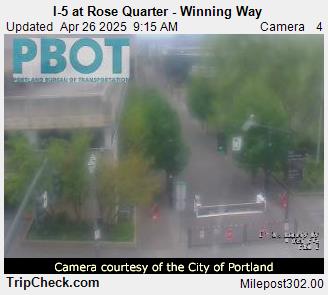 I-5 at Rose Quarter - Winning Way
Updated Apr 26 2025 9:15 AM Camera 4
PBOT
PORTLAND BUREAU OF TRANSPORTATION
Camera courtesy of the City of Portland
TripCheck.com Milepost302.00